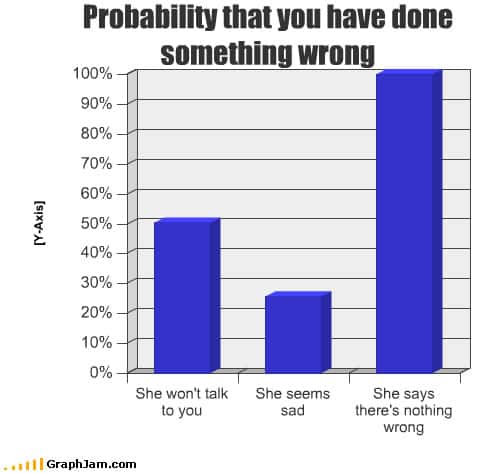 Probability that you have done
something wrong
100%
90%
80%
70%
60%
50%
40%
30%
20%
10%
0%
[Y-Axis]
She won't talk
to you
She seems
sad
She says
there's nothing
wrong
GraphJam.com